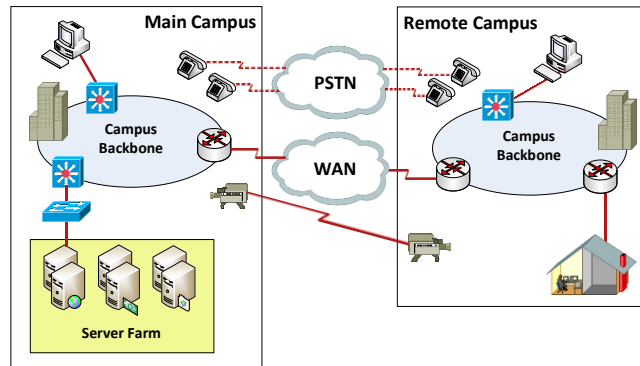 Main Campus
Remote Campus
PSTN
Campus
Backbone
Campus
Backbone
WAN
Server Farm